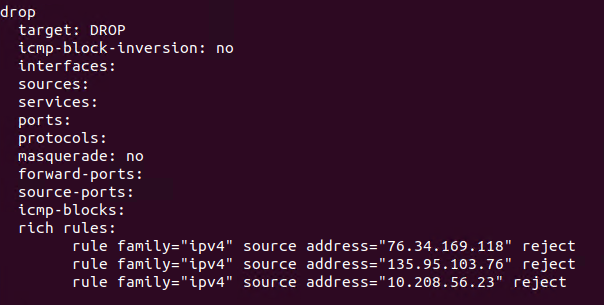 drop
  target: DROP
  icmp-block-inversion: no
  interfaces:
  sources:
  services:
  ports:
  protocols:
  masquerade: no
  forward-ports:
  source-ports:
  icmp-blocks:
  rich rules:
        rule family="ipv4" source address="76.34.169.118" reject
        rule family="ipv4" source address="135.95.103.76" reject
        rule family="ipv4" source address="10.208.56.23" reject